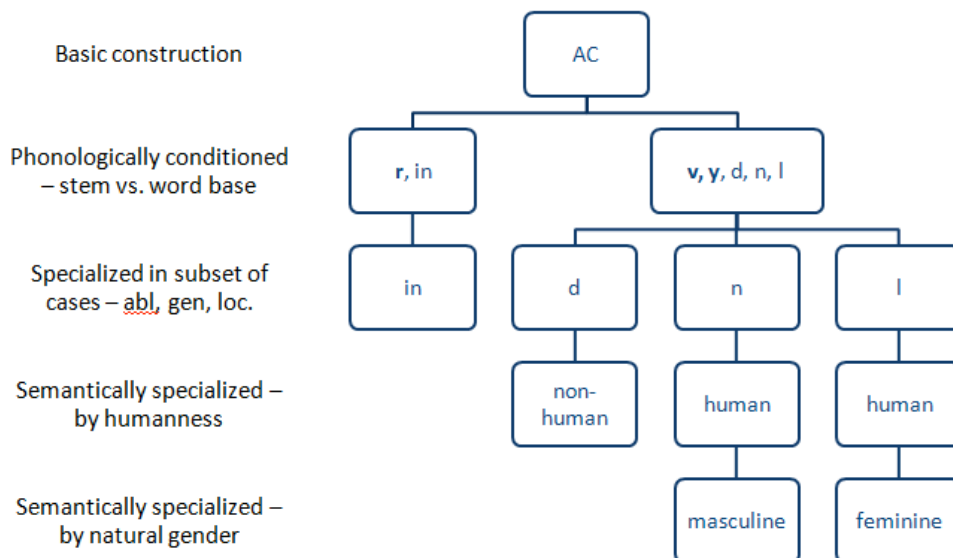 Basic construction
AC
Phonologically conditioned
– stem vs. word base
r, in
v, y, d, n, l
Specialized in subset of
cases – abl, gen, loc.
in
d
n
l
Semantically specialized –
by humanness
non-
human
human
human
Semantically specialized –
by natural gender
masculine
feminine